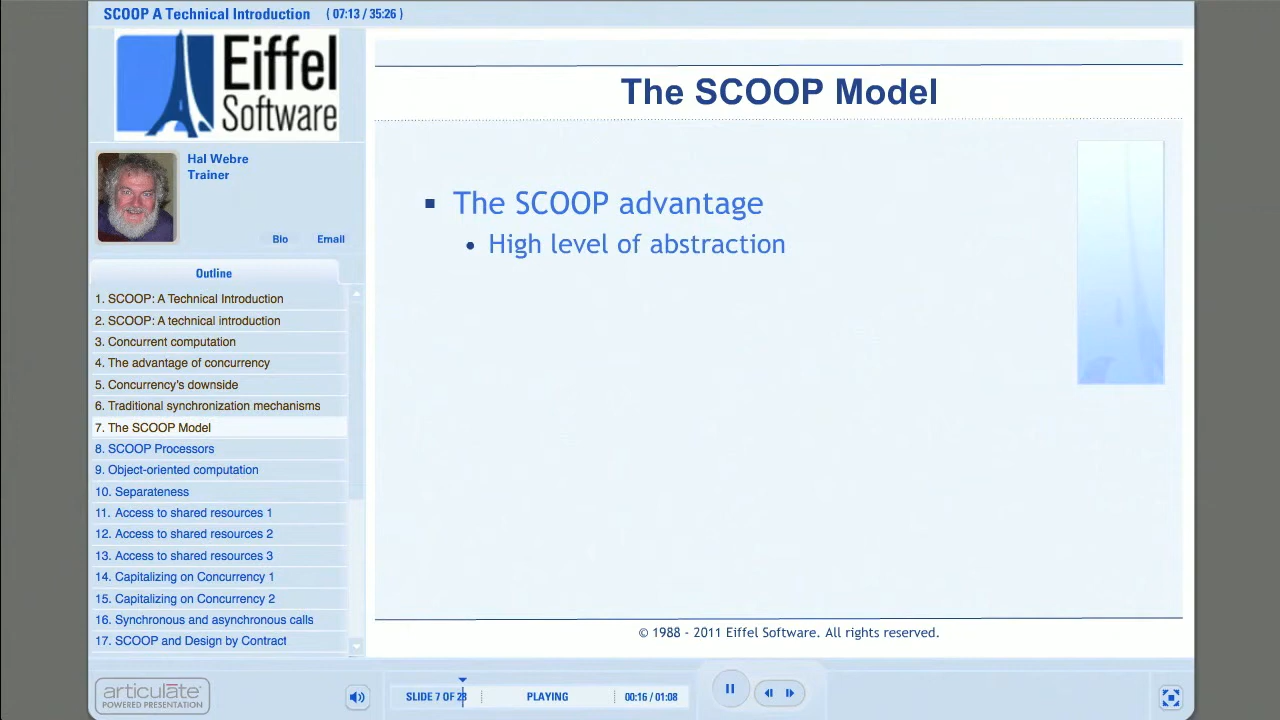 SCOOP A Technical Introduction ( 07:13 / 35:26 )
Eiffel
Software
Hal Webre
Trainer
Bio Email
Outline
1. SCOOP: A Technical Introduction
2. SCOOP: A technical introduction
3. Concurrent computation
4. The advantage of concurrency
5. Concurrency's downside
6. Traditional synchronization mechanisms
7. The SCOOP Model
8. SCOOP Processors
9. Object-oriented computation
10. Separateness
11. Access to shared resources 1
12. Access to shared resources 2
13. Access to shared resources 3
14. Capitalizing on Concurrency 1
15. Capitalizing on Concurrency 2
16. Synchronous and asynchronous calls
17. SCOOP and Design by Contract
The SCOOP Model
▪ The SCOOP advantage
• High level of abstraction
© 1988 - 2011 Eiffel Software. All rights reserved.
articulate
POWERED PRESENTATION
SLIDE 7 OF PLAYING 00:16 / 01:08